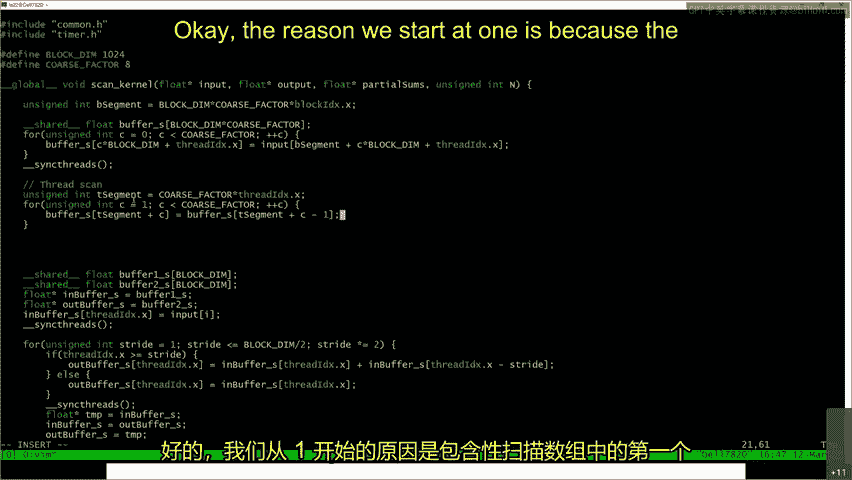 Okay, the reason we start at one is because the
#include "common.h"
#include "timer.h"
#define BLOCK_DIM 1024
#define COARSE_FACTOR 8
__global__ void scan_kernel(float* input, float* output, float* partialSums, unsigned int N) {
unsigned int bSegment = BLOCK_DIM*COARSE_FACTOR*blockIdx.x;
__shared__ float buffer_s[BLOCK_DIM*COARSE_FACTOR];
for(unsigned int c = 0; c < COARSE_FACTOR; ++c) {
buffer_s[c*BLOCK_DIM + threadIdx.x] = input[bSegment + c*BLOCK_DIM + threadIdx.x];
}
__syncthreads();
// Thread scan
unsigned int tSegment = COARSE_FACTOR*threadIdx.x;
for(unsigned int c = 1; c < COARSE_FACTOR; ++c) {
buffer_s[tSegment + c] = buffer_s[tSegment + c - 1];
}
__shared__ float buffer1_s[BLOCK_DIM];
__shared__ float buffer2_s[BLOCK_DIM];
float* inBuffer_s = buffer1_s;
float* outBuffer_s = buffer2_s;
inBuffer_s[threadIdx.x] = input[i];
__syncthreads();
for(unsigned int stride = 1; stride <= BLOCK_DIM/2; stride *= 2) {
if(threadIdx.x >= stride) {
outBuffer_s[threadIdx.x] = inBuffer_s[threadIdx.x] + inBuffer_s[threadIdx.x - stride];
} else {
outBuffer_s[threadIdx.x] = inBuffer_s[threadIdx.x];
}
__syncthreads();
float* tmp = inBuffer_s;
inBuffer_s = outBuffer_s;
outBuffer_s = tmp;
-- INSERT --
21,61
好的，我们从 1 开始的原因是包含性扫描数组中的第一个
+11